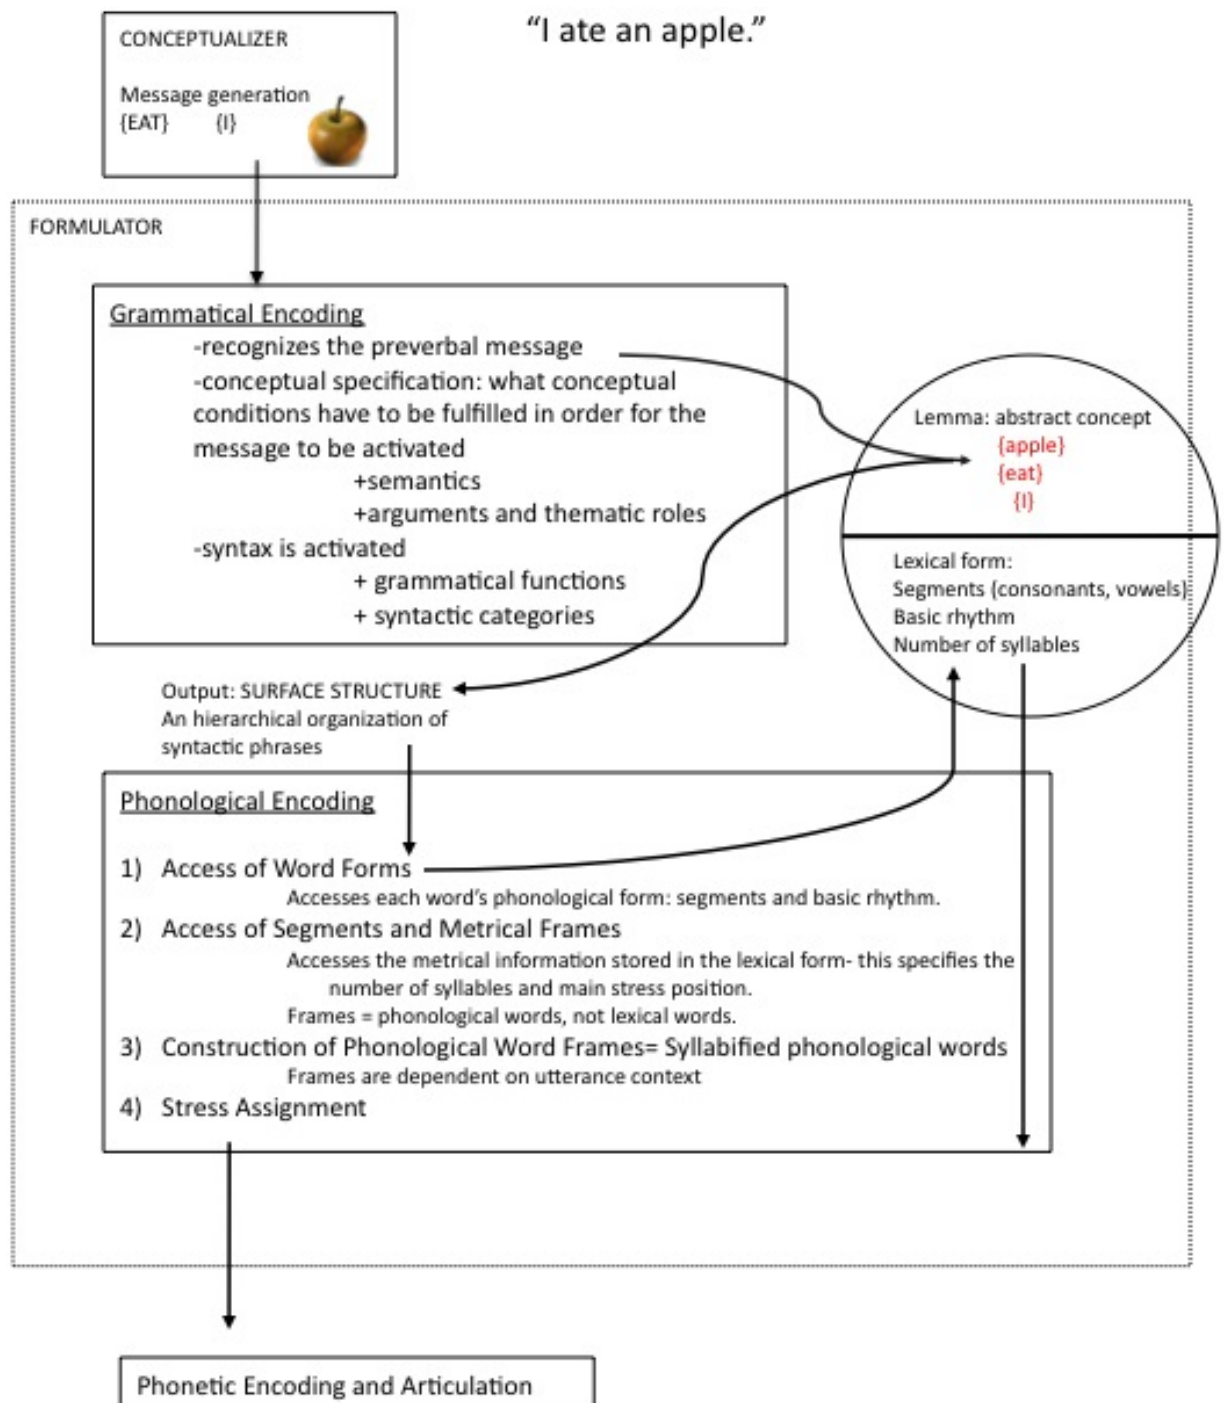 “I ate an apple.”
CONCEPTUALIZER
Message generation
{EAT} {I}
FORMULATOR
Grammatical Encoding
-recognizes the preverbal message
-conceptual specification: what conceptual
conditions have to be fulfilled in order for the
message to be activated
+semantics
+arguments and thematic roles
-syntax is activated
+ grammatical functions
+ syntactic categories
Lemma: abstract concept
{apple}
{eat}
{I}
Lexical form:
Segments (consonants, vowels)
Basic rhythm
Number of syllables
Output: SURFACE STRUCTURE
An hierarchical organization of
syntactic phrases
Phonological Encoding
1) Access of Word Forms
Accesses each word’s phonological form: segments and basic rhythm.
2) Access of Segments and Metrical Frames
Accesses the metrical information stored in the lexical form- this specifies the
number of syllables and main stress position.
Frames = phonological words, not lexical words.
3) Construction of Phonological Word Frames= Syllabified phonological words
Frames are dependent on utterance context
4) Stress Assignment
Phonetic Encoding and Articulation